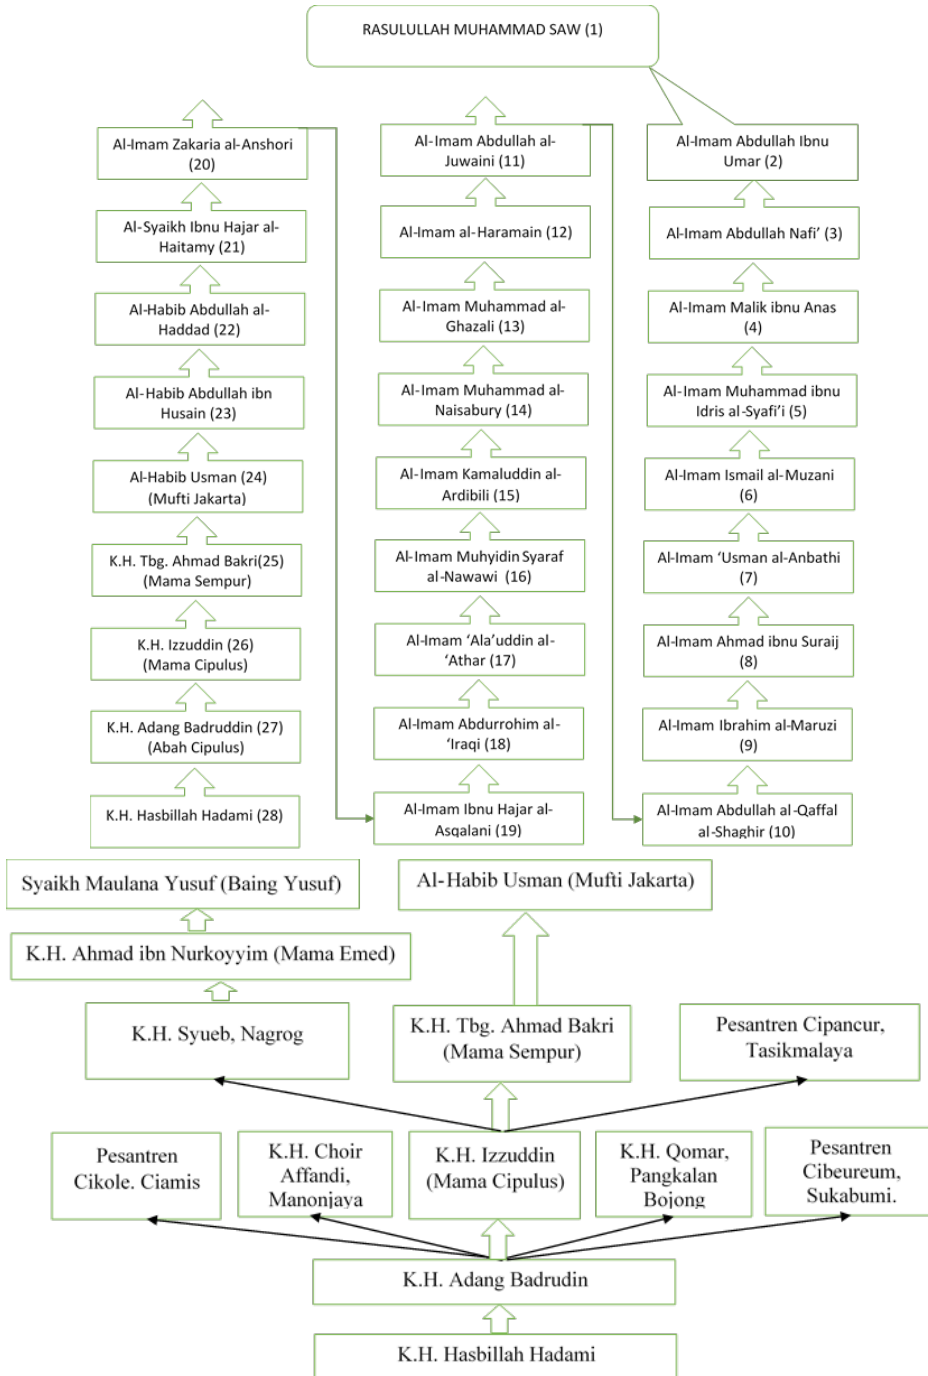 RASULULLAH MUHAMMAD SAW (1)
Al-Imam Zakaria al-Anshori
(20)
Al-Syaikh Ibnu Hajar al-
Haitamy (21)
Al-Habib Abdullah al-
Haddad (22)
Al-Habib Abdullah ibn
Husain (23)
Al-Habib Usman (24)
(Mufti Jakarta)
K.H. Tbg. Ahmad Bakri(25)
(Mama Sempur)
K.H. Izzuddin (26)
(Mama Cipulus)
K.H. Adang Badruddin (27)
(Abah Cipulus)
K.H. Hasbillah Hadami (28)
Al-Imam Abdullah al-
Juwaini (11)
Al-Imam al-Haramain (12)
Al-Imam Muhammad al-
Ghazali (13)
Al-Imam Muhammad al-
Naisabury (14)
Al-Imam Kamaluddin al-
Ardibili (15)
Al-Imam Muhyidin Syaraf
al-Nawawi (16)
Al-Imam ‘Ala’uddin al-
‘Athar (17)
Al-Imam Abdurrohim al-
‘Iraqi (18)
Al-Imam Ibnu Hajar al-
Asqalani (19)
Al-Imam Abdullah Ibnu
Umar (2)
Al-Imam Abdullah Nafi’ (3)
Al-Imam Malik ibnu Anas
(4)
Al-Imam Muhammad ibnu
Idris al-Syafi’i (5)
Al-Imam Ismail al-Muzani
(6)
Al-Imam ‘Usman al-Anbathi
(7)
Al-Imam Ahmad ibnu Suraij
(8)
Al-Imam Ibrahim al-Maruzi
(9)
Al-Imam Abdullah al-Qaffal
al-Shaghir (10)
Syaikh Maulana Yusuf (Baing Yusuf)
Al-Habib Usman (Mufti Jakarta)
K.H. Ahmad ibn Nurkoyyim (Mama Emed)
K.H. Syueb, Nagrog
K.H. Tbg. Ahmad Bakri
(Mama Sempur)
Pesantren Cipancur,
Tasikmalaya
Pesantren
Cikole. Ciamis
K.H. Choir
Affandi,
Manonjaya
K.H. Izzuddin
(Mama Cipulus)
K.H. Qomar,
Pangkalan
Bojong
Pesantren
Cibeureum,
Sukabumi.
K.H. Adang Badrudin
K.H. Hasbillah Hadami